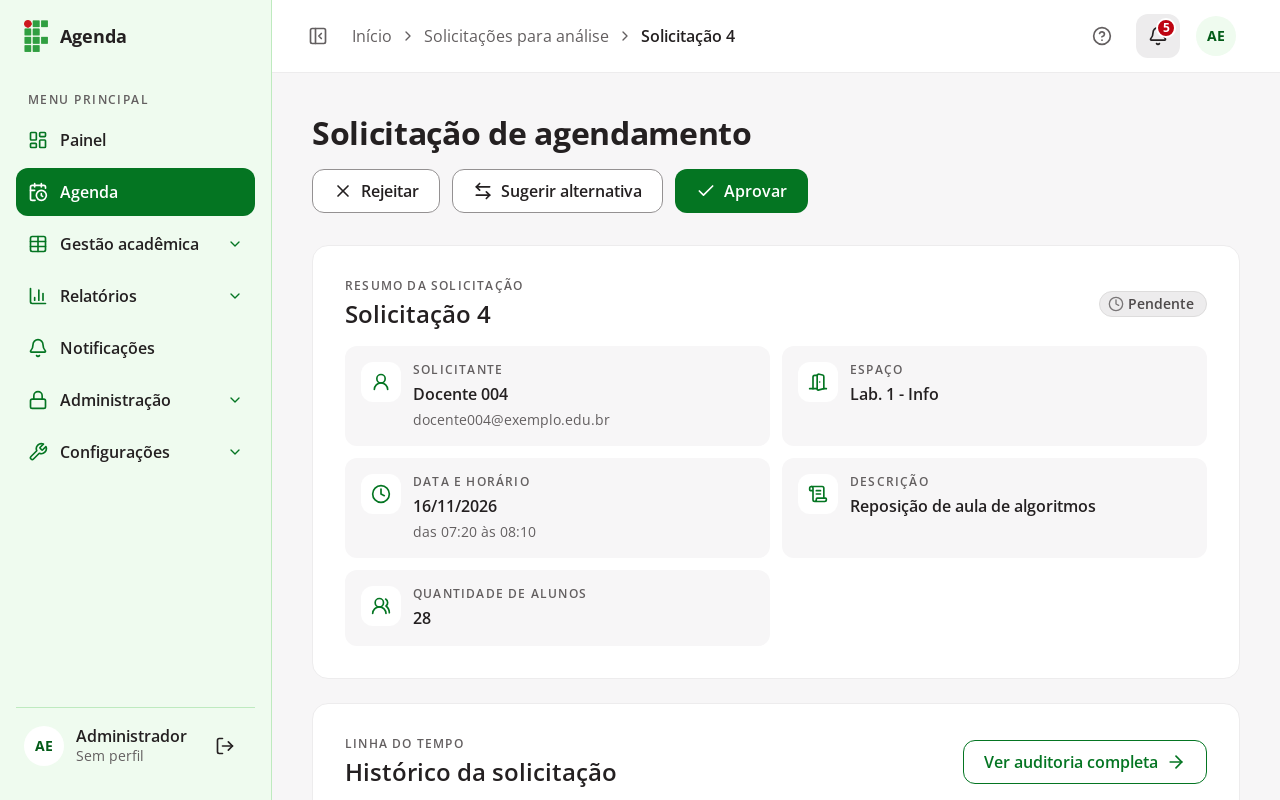 Agenda
MENU PRINCIPAL
Painel
Agenda
Gestão acadêmica
Relatórios
Notificações
Administração
Configurações
AE
Administrador
Sem perfil
Início
Solicitações para análise
Solicitação 4
5
AE
Solicitação de agendamento
Rejeitar
Sugerir alternativa
Aprovar
RESUMO DA SOLICITAÇÃO
Solicitação 4
Pendente
SOLICITANTE
Docente 004
docente004@exemplo.edu.br
ESPAÇO
Lab. 1 - Info
DATA E HORÁRIO
16/11/2026
das 07:20 às 08:10
DESCRIÇÃO
Reposição de aula de algoritmos
QUANTIDADE DE ALUNOS
28
LINHA DO TEMPO
Histórico da solicitação
Ver auditoria completa